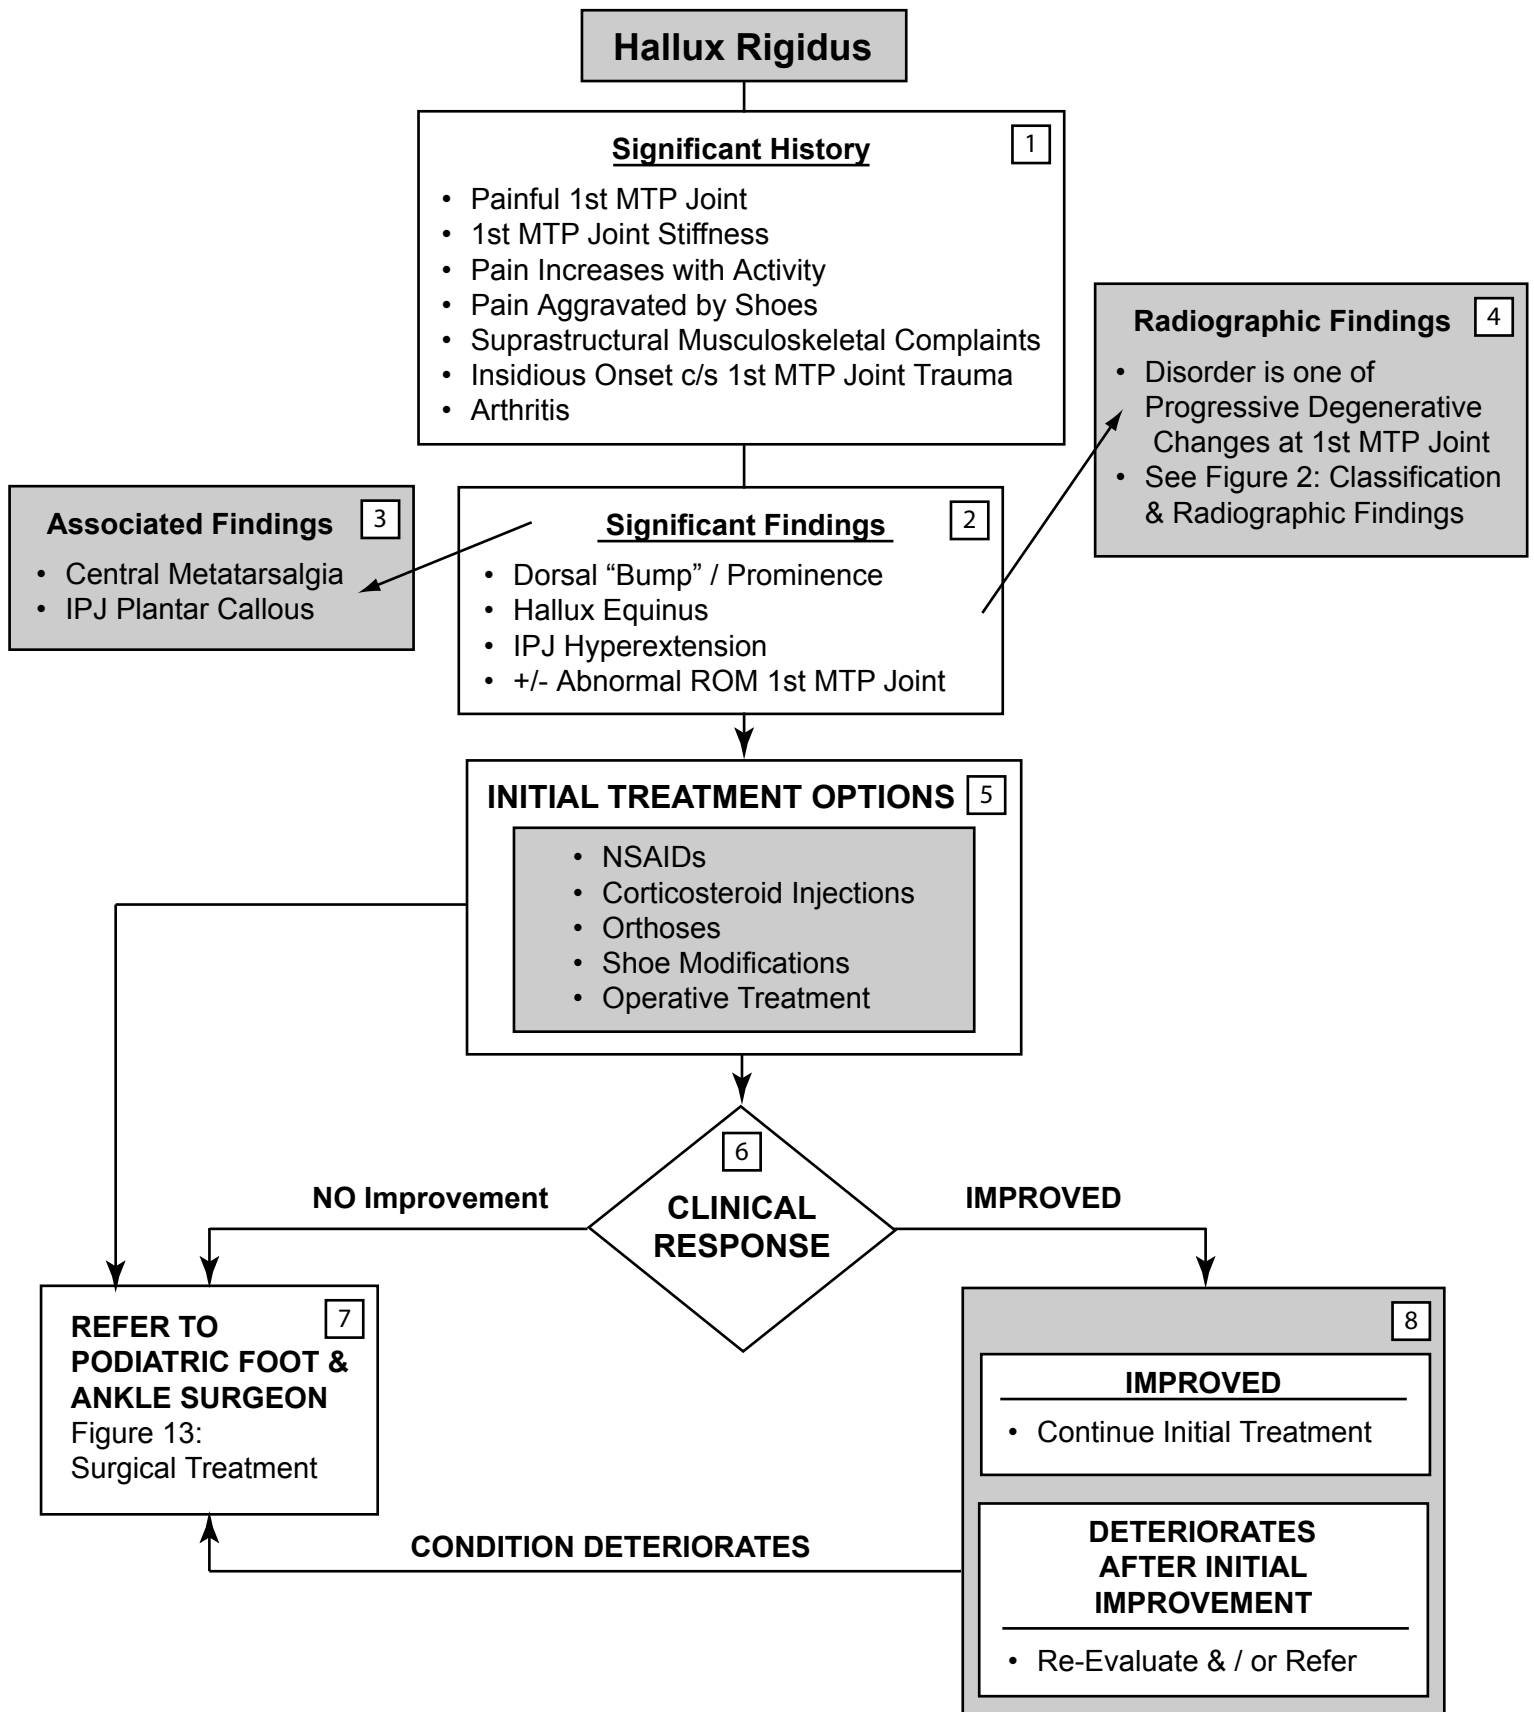 Hallux Rigidus
Significant History
1
• Painful 1st MTP Joint
• 1st MTP Joint Stiffness
• Pain Increases with Activity
• Pain Aggravated by Shoes
• Suprastructural Musculoskeletal Complaints
• Insidious Onset c/s 1st MTP Joint Trauma
• Arthritis
Radiographic Findings
4
• Disorder is one of
Progressive Degenerative
Changes at 1st MTP Joint
• See Figure 2: Classification
& Radiographic Findings
Associated Findings
3
• Central Metatarsalgia
• IPJ Plantar Callous
Significant Findings
2
• Dorsal “Bump” / Prominence
• Hallux Equinus
• IPJ Hyperextension
• +/- Abnormal ROM 1st MTP Joint
INITIAL TREATMENT OPTIONS
5
• NSAIDs
• Corticosteroid Injections
• Orthoses
• Shoe Modifications
• Operative Treatment
6
CLINICAL
RESPONSE
NO Improvement
IMPROVED
7
REFER TO
PODIATRIC FOOT &
ANKLE SURGEON
Figure 13:
Surgical Treatment
8
IMPROVED
• Continue Initial Treatment
DETERIORATES
AFTER INITIAL
IMPROVEMENT
• Re-Evaluate & / or Refer
CONDITION DETERIORATES